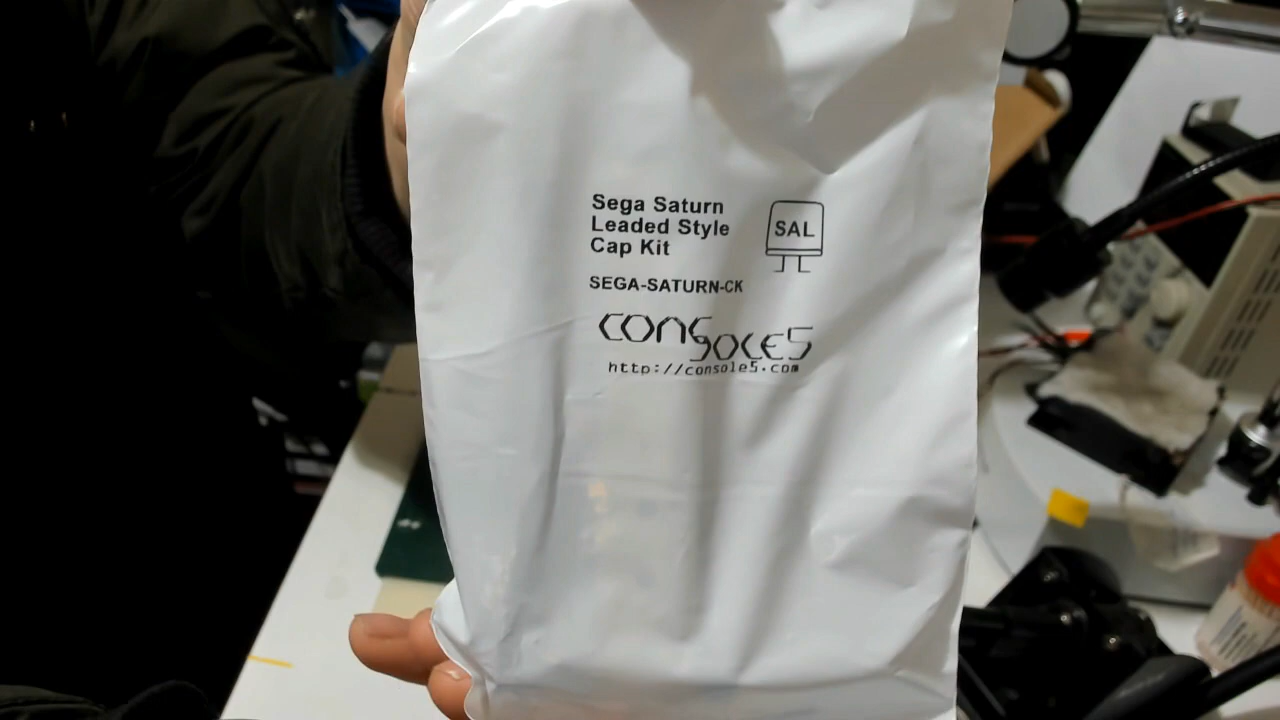 Sega Saturn
Leaded Style
Cap Kit
SAL
SEGA-SATURN-CK
console5
http://console5.com